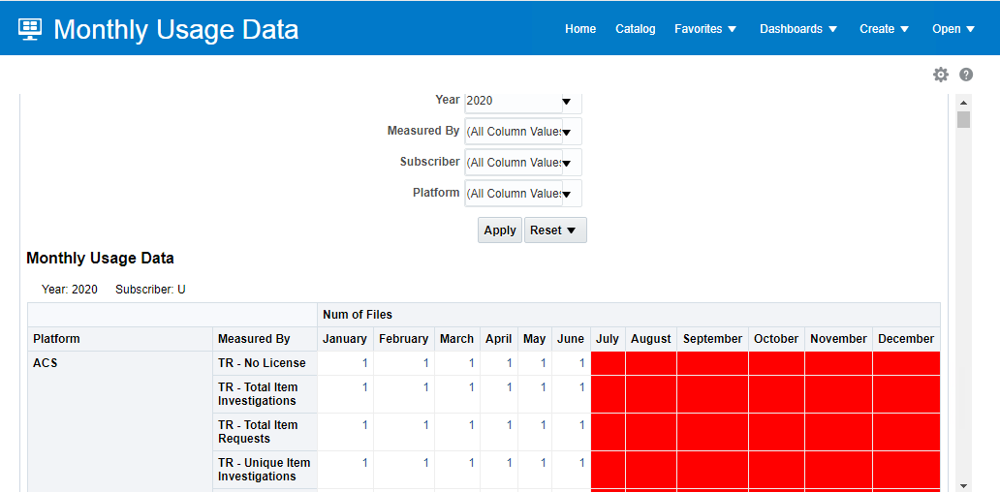 Monthly Usage Data
Home Catalog Favorites Dashboards Create Open
Year 2020
Measured By (All Column Values
Subscriber (All Column Values
Platform (All Column Values
Apply Reset
Monthly Usage Data
Year: 2020 Subscriber: U
Num of Files
Platform Measured By January February March April May June July August September October November December
ACS TR - No License 1 1 1 1 1 1
TR - Total Item 1 1 1 1 1 1
Investigations
TR - Total Item 1 1 1 1 1 1
Requests
TR - Unique Item 1 1 1 1 1 1
Investigations